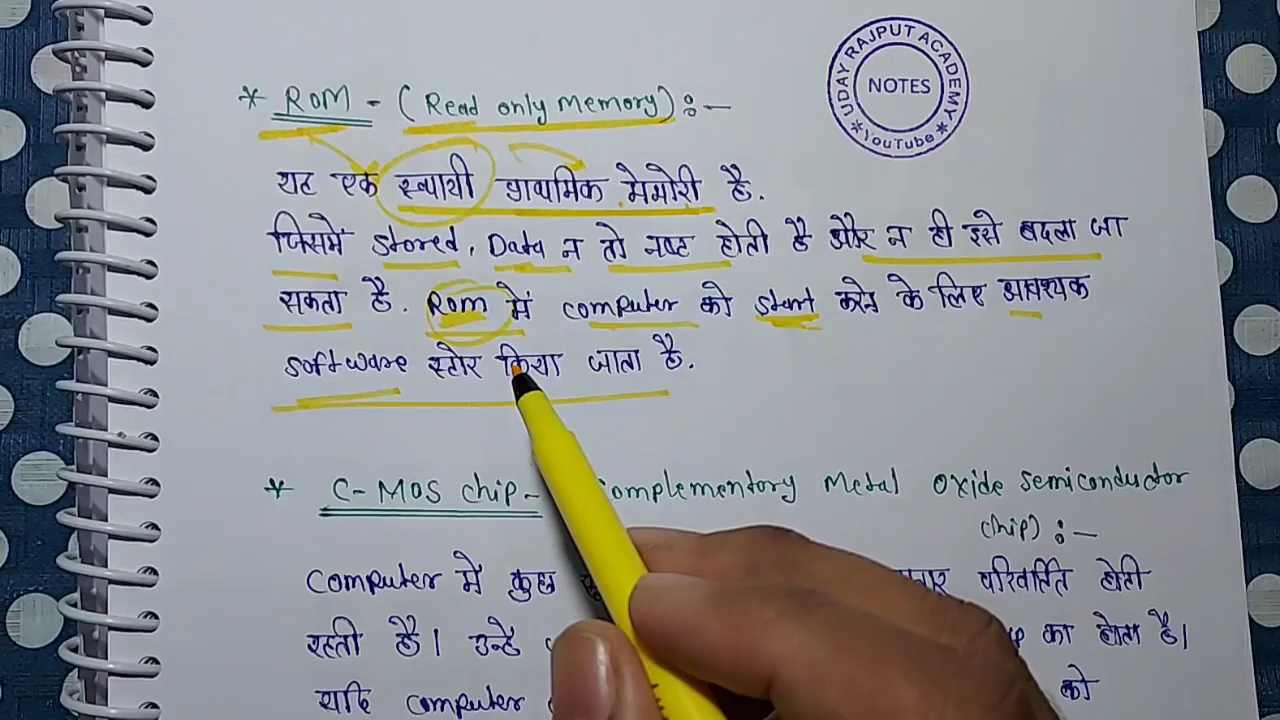 * ROM - (Read only memory) :-
यह एक स्थायी प्राथमिक मेमोरी है.
जिसमें stored, Data न तो नष्ट होती है और न ही इसे बदला जा
सकता है. Rom में computer को start करने के लिए आवश्यक
software स्टोर किया जाता है.
* C-MOS chip- complementory metal oxide semiconductor
chip) :-
computer में कुछ परिवर्तित होती
रहती है। उन्हे का होता है।
यदि computer को
UDAY RAJPUT ACADEMY
NOTES
* YouTube *